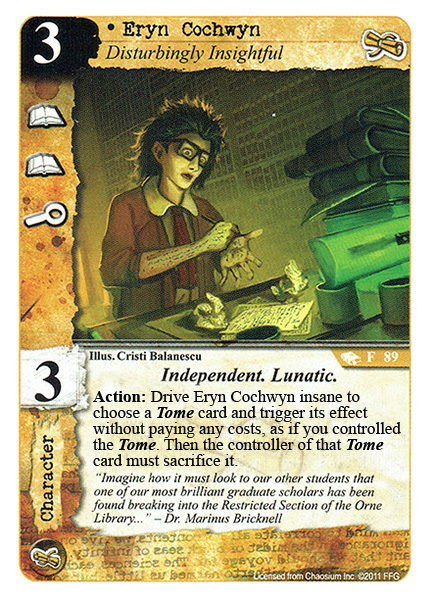 3
• Eryn Cochwyn
Disturbingly Insightful
Illus. Cristi Balanescu
F 89
3
Character
Independent. Lunatic.
Action: Drive Eryn Cochwyn insane to
choose a Tome card and trigger its effect
without paying any costs, as if you controlled
the Tome. Then the controller of that Tome
card must sacrifice it.
“Imagine how it must look to our other students that
one of our most brilliant graduate scholars has been
found breaking into the Restricted Section of the Orne
Library...” – Dr. Marinus Bricknell
Licensed from Chaosium Inc. ©2011 FFG